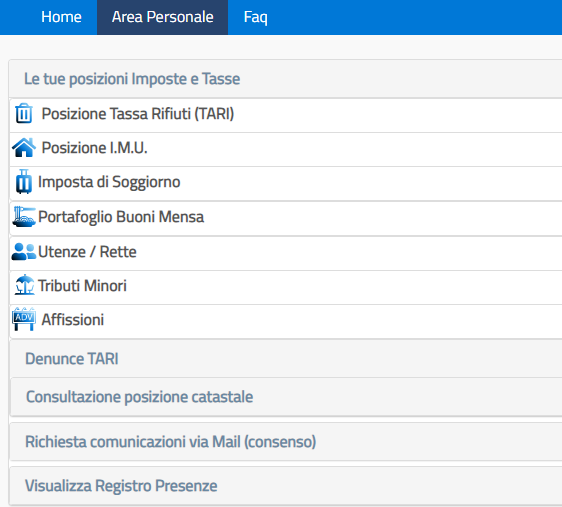 Home Area Personale Faq
Le tue posizioni Imposte e Tasse
Posizione Tassa Rifiuti (TARI)
Posizione I.M.U.
Imposta di Soggiorno
Portafoglio Buoni Mensa
Utenze / Rette
Tributi Minori
ADV Affissioni
Denunce TARI
Consultazione posizione catastale
Richiesta comunicazioni via Mail (consenso)
Visualizza Registro Presenze